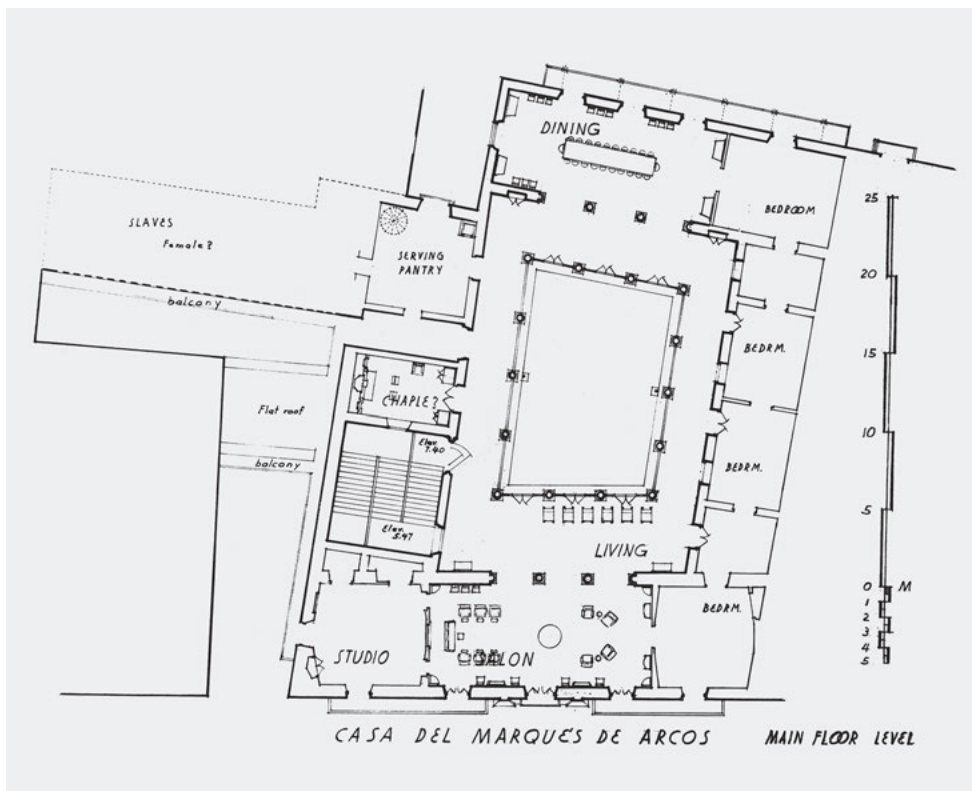 DINING
SLAVES
Female?
SERVING
PANTRY
BEDROOM
balcony
BEDRM.
CHAPLE?
Flat roof
Elev.
7.40
balcony
BEDRM.
Elev.
5.47
LIVING
BEDRM.
STUDIO
SALON
25
20
15
10
5
0 M
1
2
3
4
5
CASA DEL MARQUÉS DE ARCOS
MAIN FLOOR LEVEL